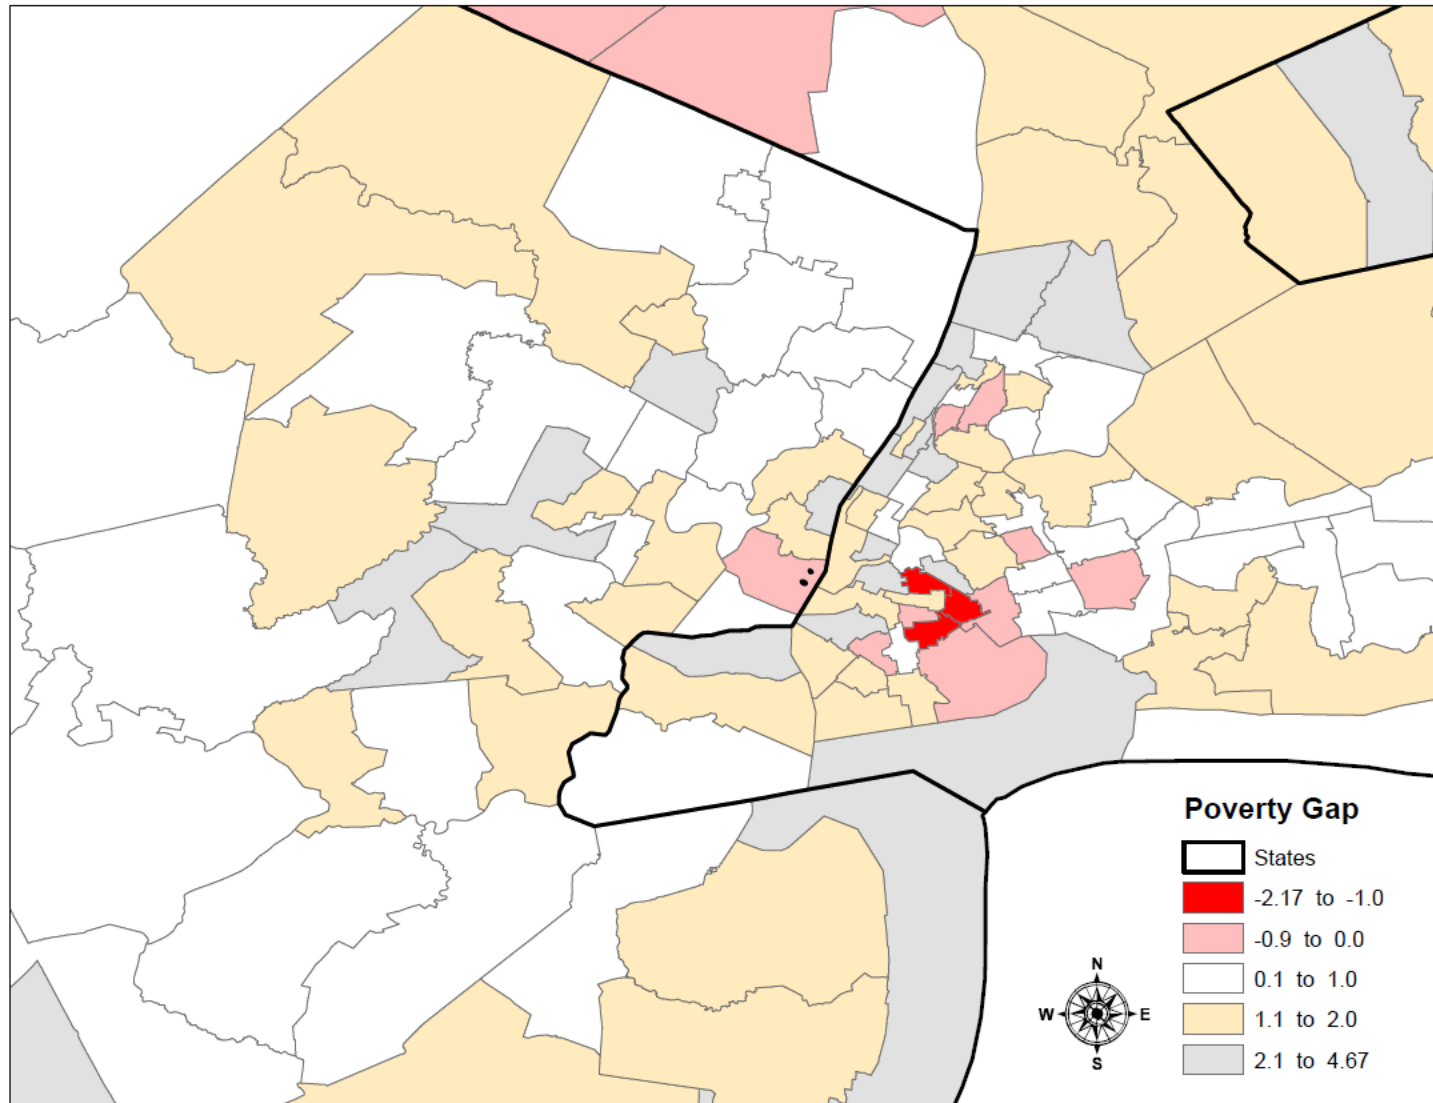 Poverty Gap
States
-2.17 to -1.0
-0.9 to 0.0
0.1 to 1.0
1.1 to 2.0
2.1 to 4.67
N
W E
S